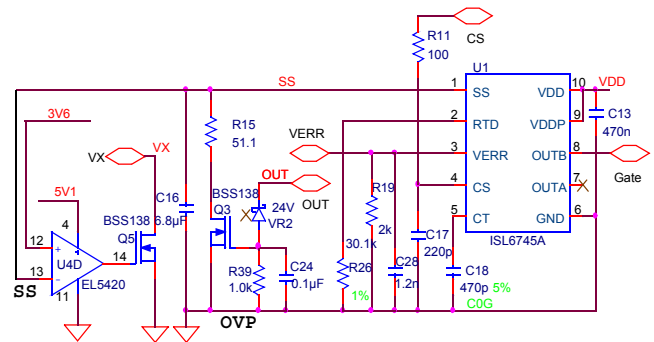 R11
100
CS
U1
SS
1
SS
10
VDD
VDD
3V6
R15
51.1
2
RTD
VDDP
9
C13
470n
VERR
VX
VX
3
VERR
OUTB
8
OUT
5V1
C16
6.8µF
BSS138
OUT
R19
2k
4
CS
OUTA
7
Gate
BSS138
Q3
24V
VR2
5
CT
GND
6
4
Q5
C17
220p
ISL6745A
12
U4D
14
13
30.1k
R26
R39
1.0k
C24
0.1µF
C28
1.2n
C18
470p
5%
SS
11
EL5420
1%
C0G
OVP